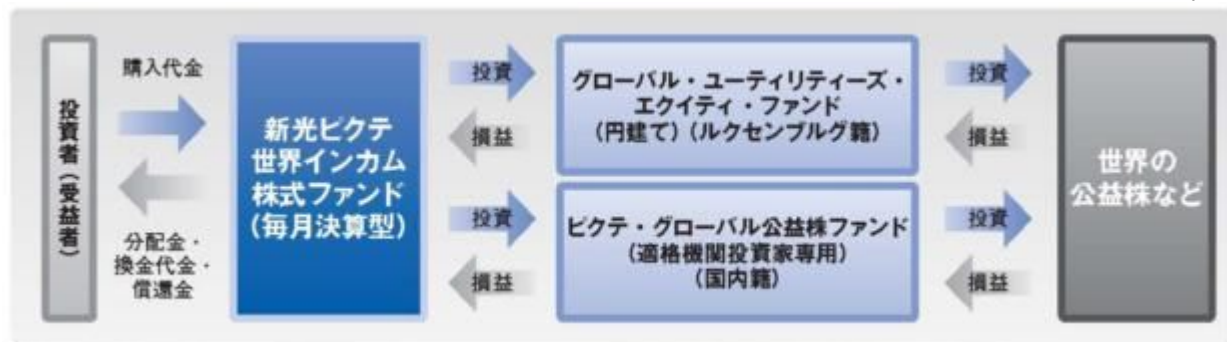 投資者（受益者）
購入代金
分配金・
換金代金・
償還金
新光ピクテ
世界インカム
株式ファンド
（毎月決算型）
投資
損益
投資
損益
グローバル・ユーティリティーズ・
エクイティ・ファンド
（円建て）（ルクセンブルグ籍）
ピクテ・グローバル公益株ファンド
（適格機関投資家専用）
（国内籍）
投資
損益
投資
損益
世界の
公益株など